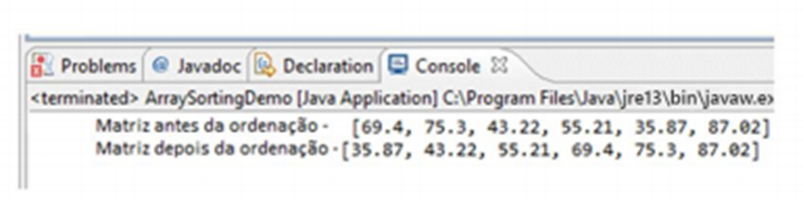 Problems Javadoc Declaration Console
<terminated> ArraySortingDemo [Java Application] C:\Program Files\Java\jre13\bin\javaw.ex
Matriz antes da ordenação - [69.4, 75.3, 43.22, 55.21, 35.87, 87.02]
Matriz depois da ordenação -[35.87, 43.22, 55.21, 69.4, 75.3, 87.02]